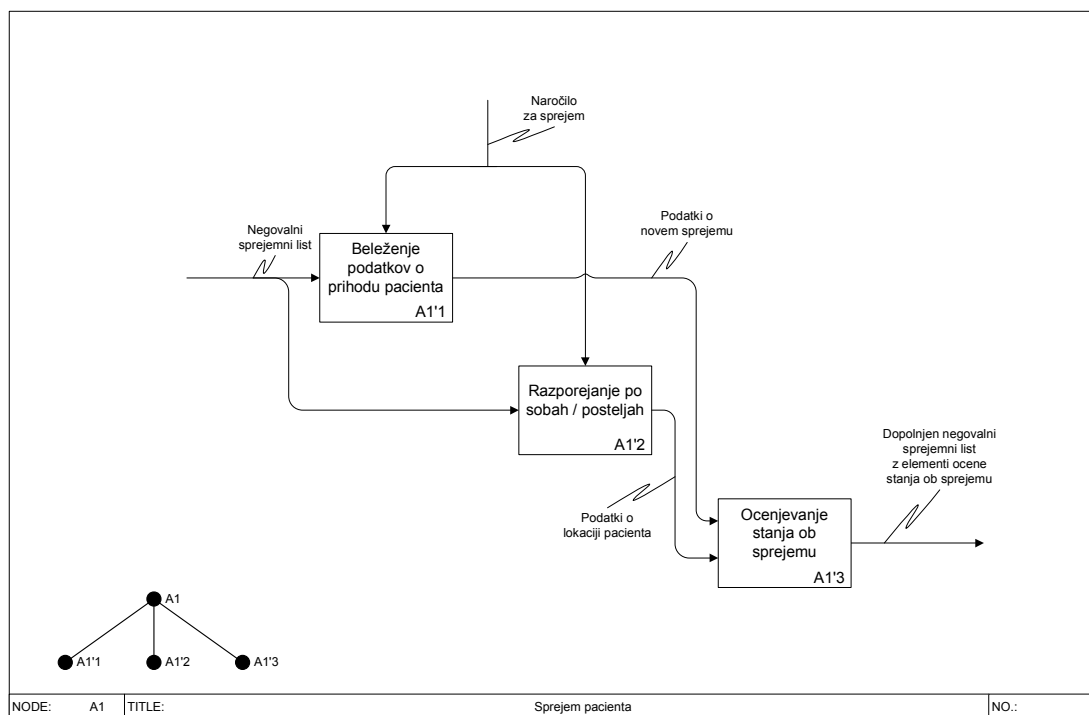 Naročilo
za sprejem
Negovalni
sprejemni list
Podatki o
novem sprejemu
Beleženje
podatkov o
prihodu pacienta
A1'1
Razporejanje po
sobah / posteljah
A1'2
Dopolnjen negovalni
sprejemni list
z elementi ocene
stanja ob sprejemu
Podatki o
lokaciji pacienta
Ocenjevanje
stanja ob
sprejemu
A1'3
A1
A1'1
A1'2
A1'3
NODE: A1 TITLE: Sprejem pacienta NO.: